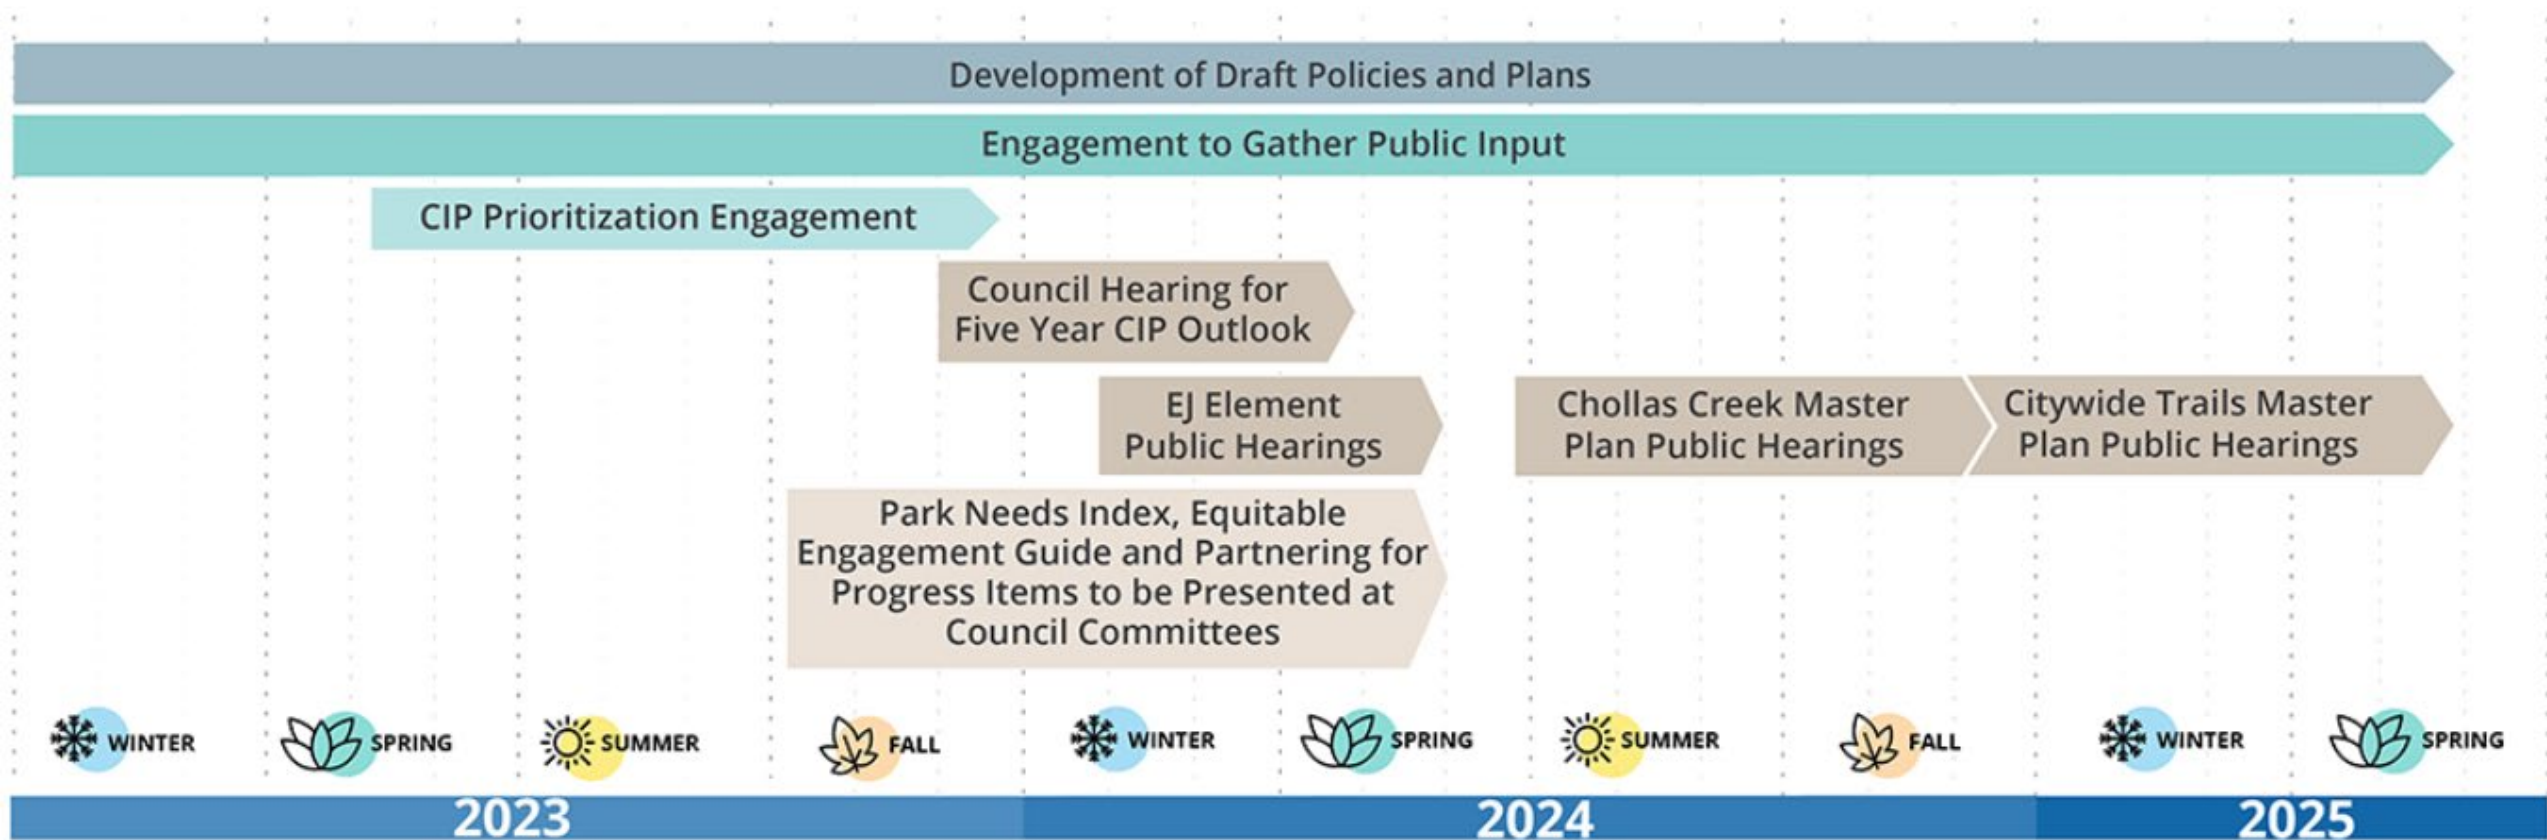 Development of Draft Policies and Plans
Engagement to Gather Public Input
CIP Prioritization Engagement
Council Hearing for
Five Year CIP Outlook
EJ Element
Public Hearings
Chollas Creek Master
Plan Public Hearings
Citywide Trails Master
Plan Public Hearings
Park Needs Index, Equitable
Engagement Guide and Partnering for
Progress Items to be Presented at
Council Committees
WINTER
SPRING
SUMMER
FALL
WINTER
SPRING
SUMMER
FALL
WINTER
SPRING
2023
2024
2025